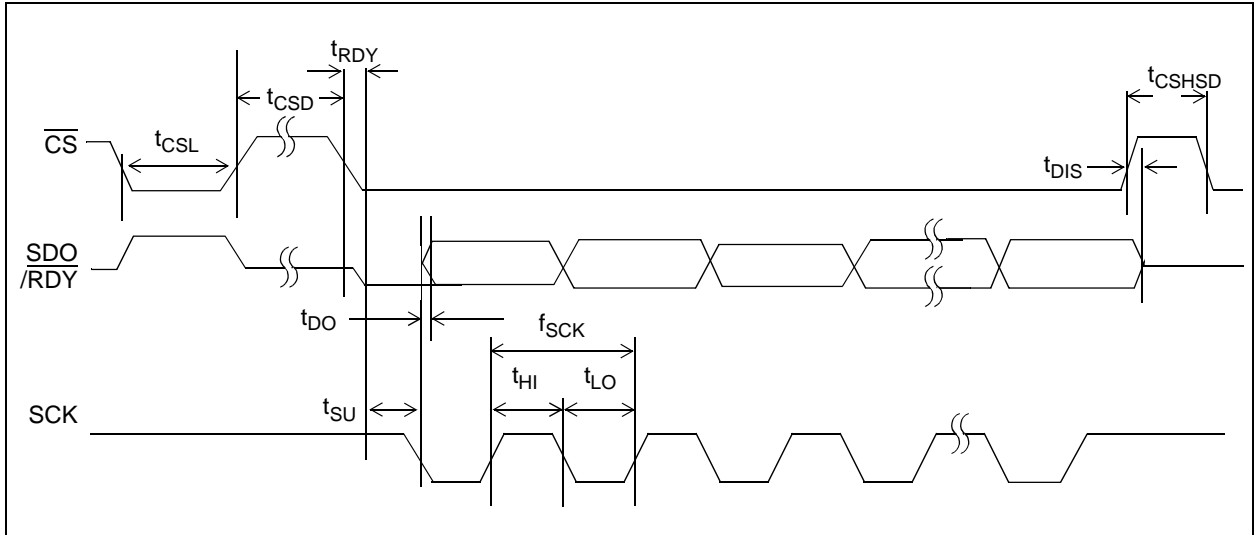 tRDY
tCSD
tCSHSD
CS
tCSL
tDIS
SDO
/RDY
tDO
fSCK
tHI
tLO
SCK
tSU